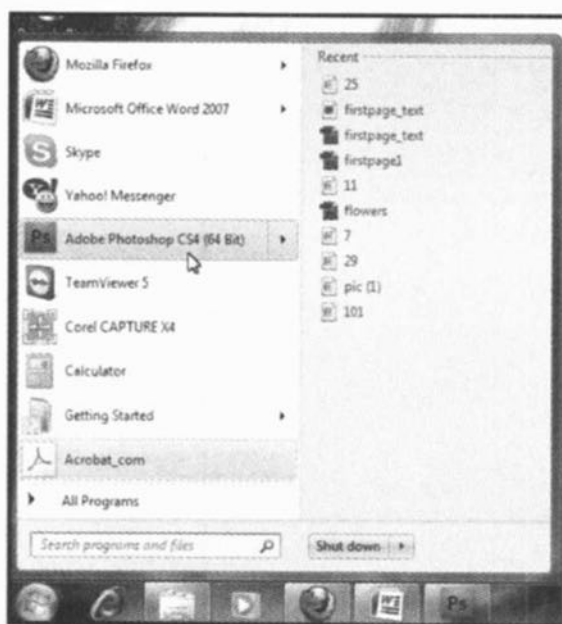 Mozilla Firefox
Microsoft Office Word 2007
Skype
Yahoo! Messenger
Ps Adobe Photoshop CS4 (64 Bit)
TeamViewer 5
Corel CAPTURE X4
Calculator
Getting Started
Acrobat_com
All Programs
Search programs and files
Recent
25
firstpage_text
firstpage_text
firstpage1
11
flowers
7
29
pic (1)
101
Shut down
Ps